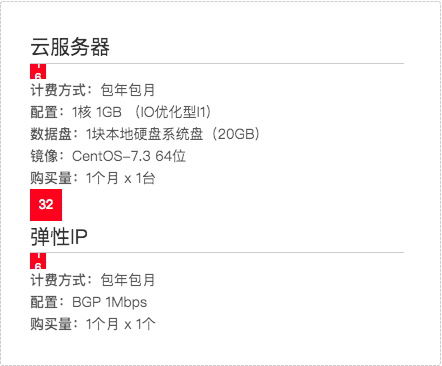 云服务器
16
计费方式：包年包月
配置：1核 1GB （IO优化型I1）
数据盘：1块本地硬盘系统盘（20GB）
镜像：CentOS-7.3 64位
购买量：1个月 x 1台
32
弹性IP
16
计费方式：包年包月
配置：BGP 1Mbps
购买量：1个月 x 1个